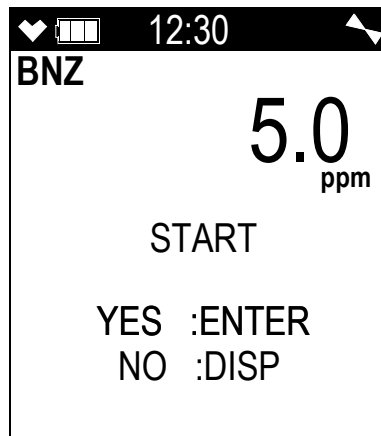 12:30
BNZ
5.0
ppm
START
YES :ENTER
NO :DISP